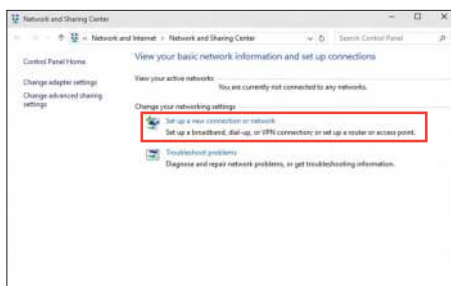 Network and Sharing Center
« Network and Internet › Network and Sharing Center
Search Control Panel
Control Panel Home
Change adapter settings
Change advanced sharing
settings
View your basic network information and set up connections
View your active networks
You are currently not connected to any networks.
Change your networking settings
Set up a new connection or network
Set up a broadband, dial-up, or VPN connection; or set up a router or access point.
Troubleshoot problems
Diagnose and repair network problems, or get troubleshooting information.